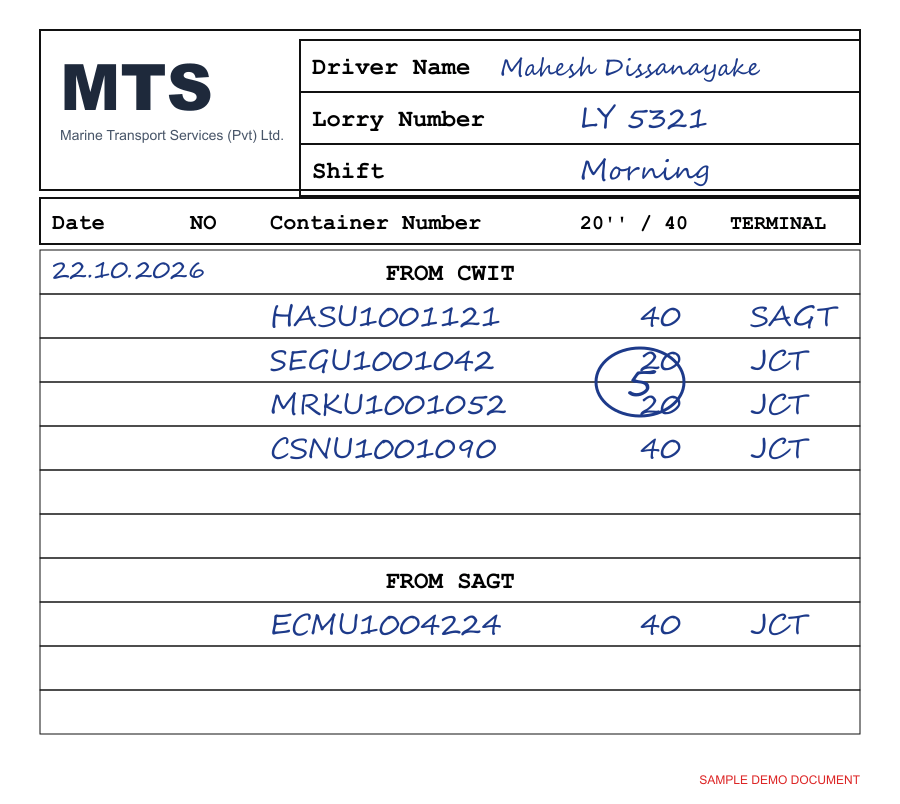 MTS
Marine Transport Services (Pvt) Ltd.
Driver Name Mahesh Dissanayake
Lorry Number LY 5321
Shift Morning
Date NO Container Number 20'' / 40 TERMINAL
22.10.2026 FROM CWIT
HASU1001121 40 SAGT
SEGU1001042 20 JCT
5
MRKU1001052 20 JCT
CSNU1001090 40 JCT
FROM SAGT
ECMU1004224 40 JCT
SAMPLE DEMO DOCUMENT